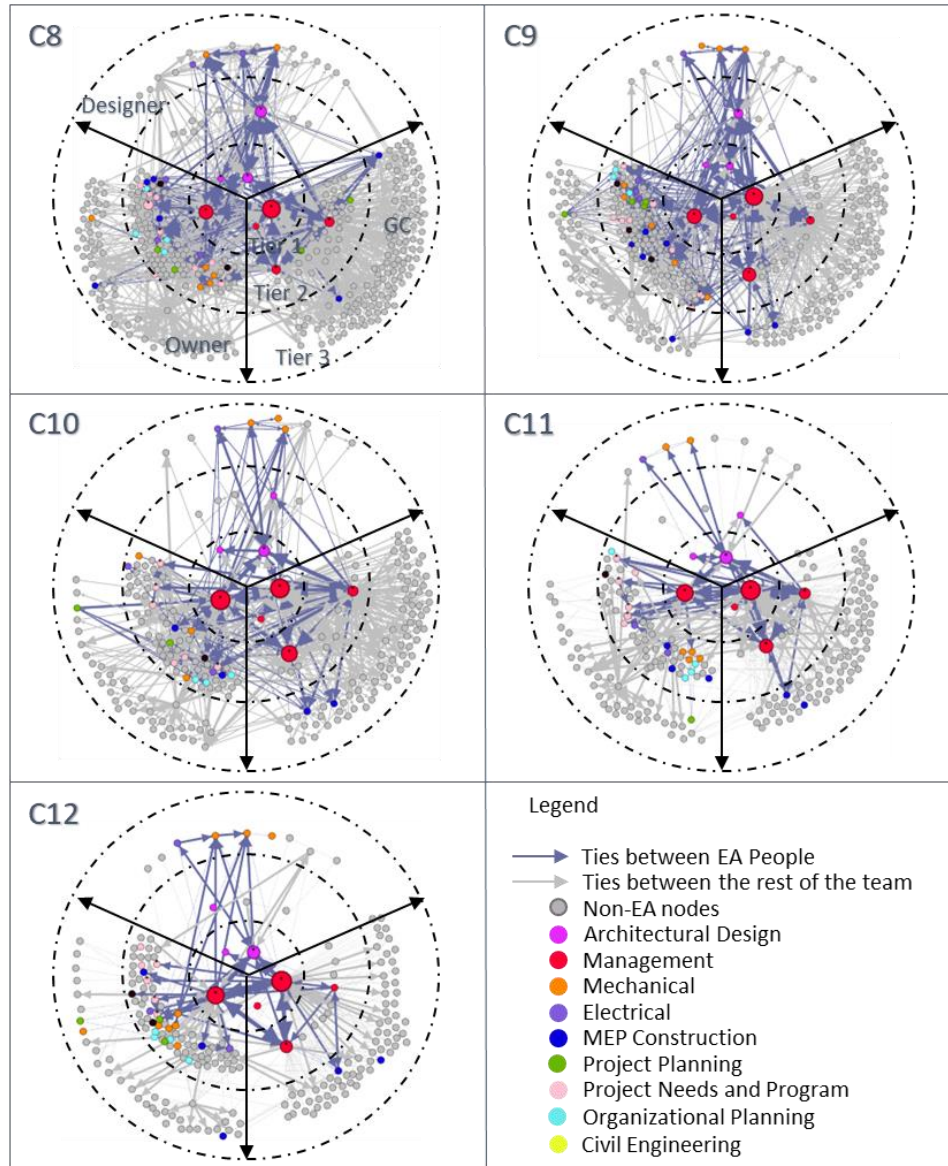 C8
C9
Designer
GC
Tier 1
Tier 2
Owner
Tier 3
C10
C11
C12
Legend
Ties between EA People
Ties between the rest of the team
Non-EA nodes
Architectural Design
Management
Mechanical
Electrical
MEP Construction
Project Planning
Project Needs and Program
Organizational Planning
Civil Engineering